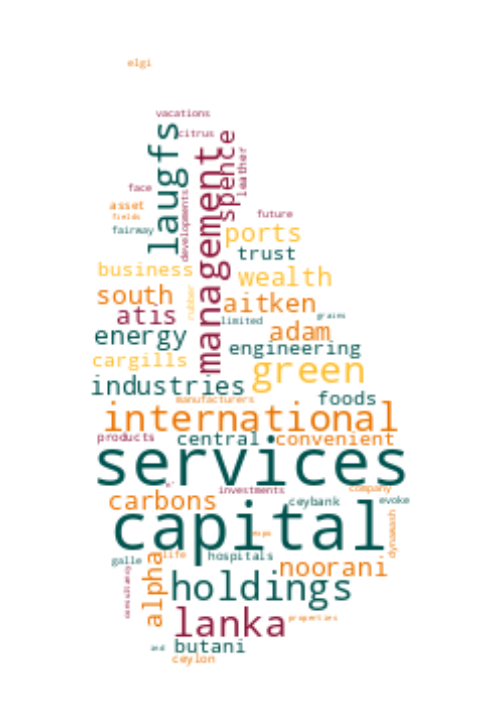 elgi
vacations
citrus
laugfs
management
spence
leather
face
asset
fields
fairway
developments
future
ports
trust
business
wealth
south
rubber
aitken
atis
limited
graies
adam
energy
engineering
cargills
green
industries
manufacturers
foods
international
products
central
convenient
services
investments
company
carbons
ceybank
evoke
capital
dynawash
life
hospitals
galle
noorani
consultancy
alpha
holdings
lanka
properties
butani
ceylon